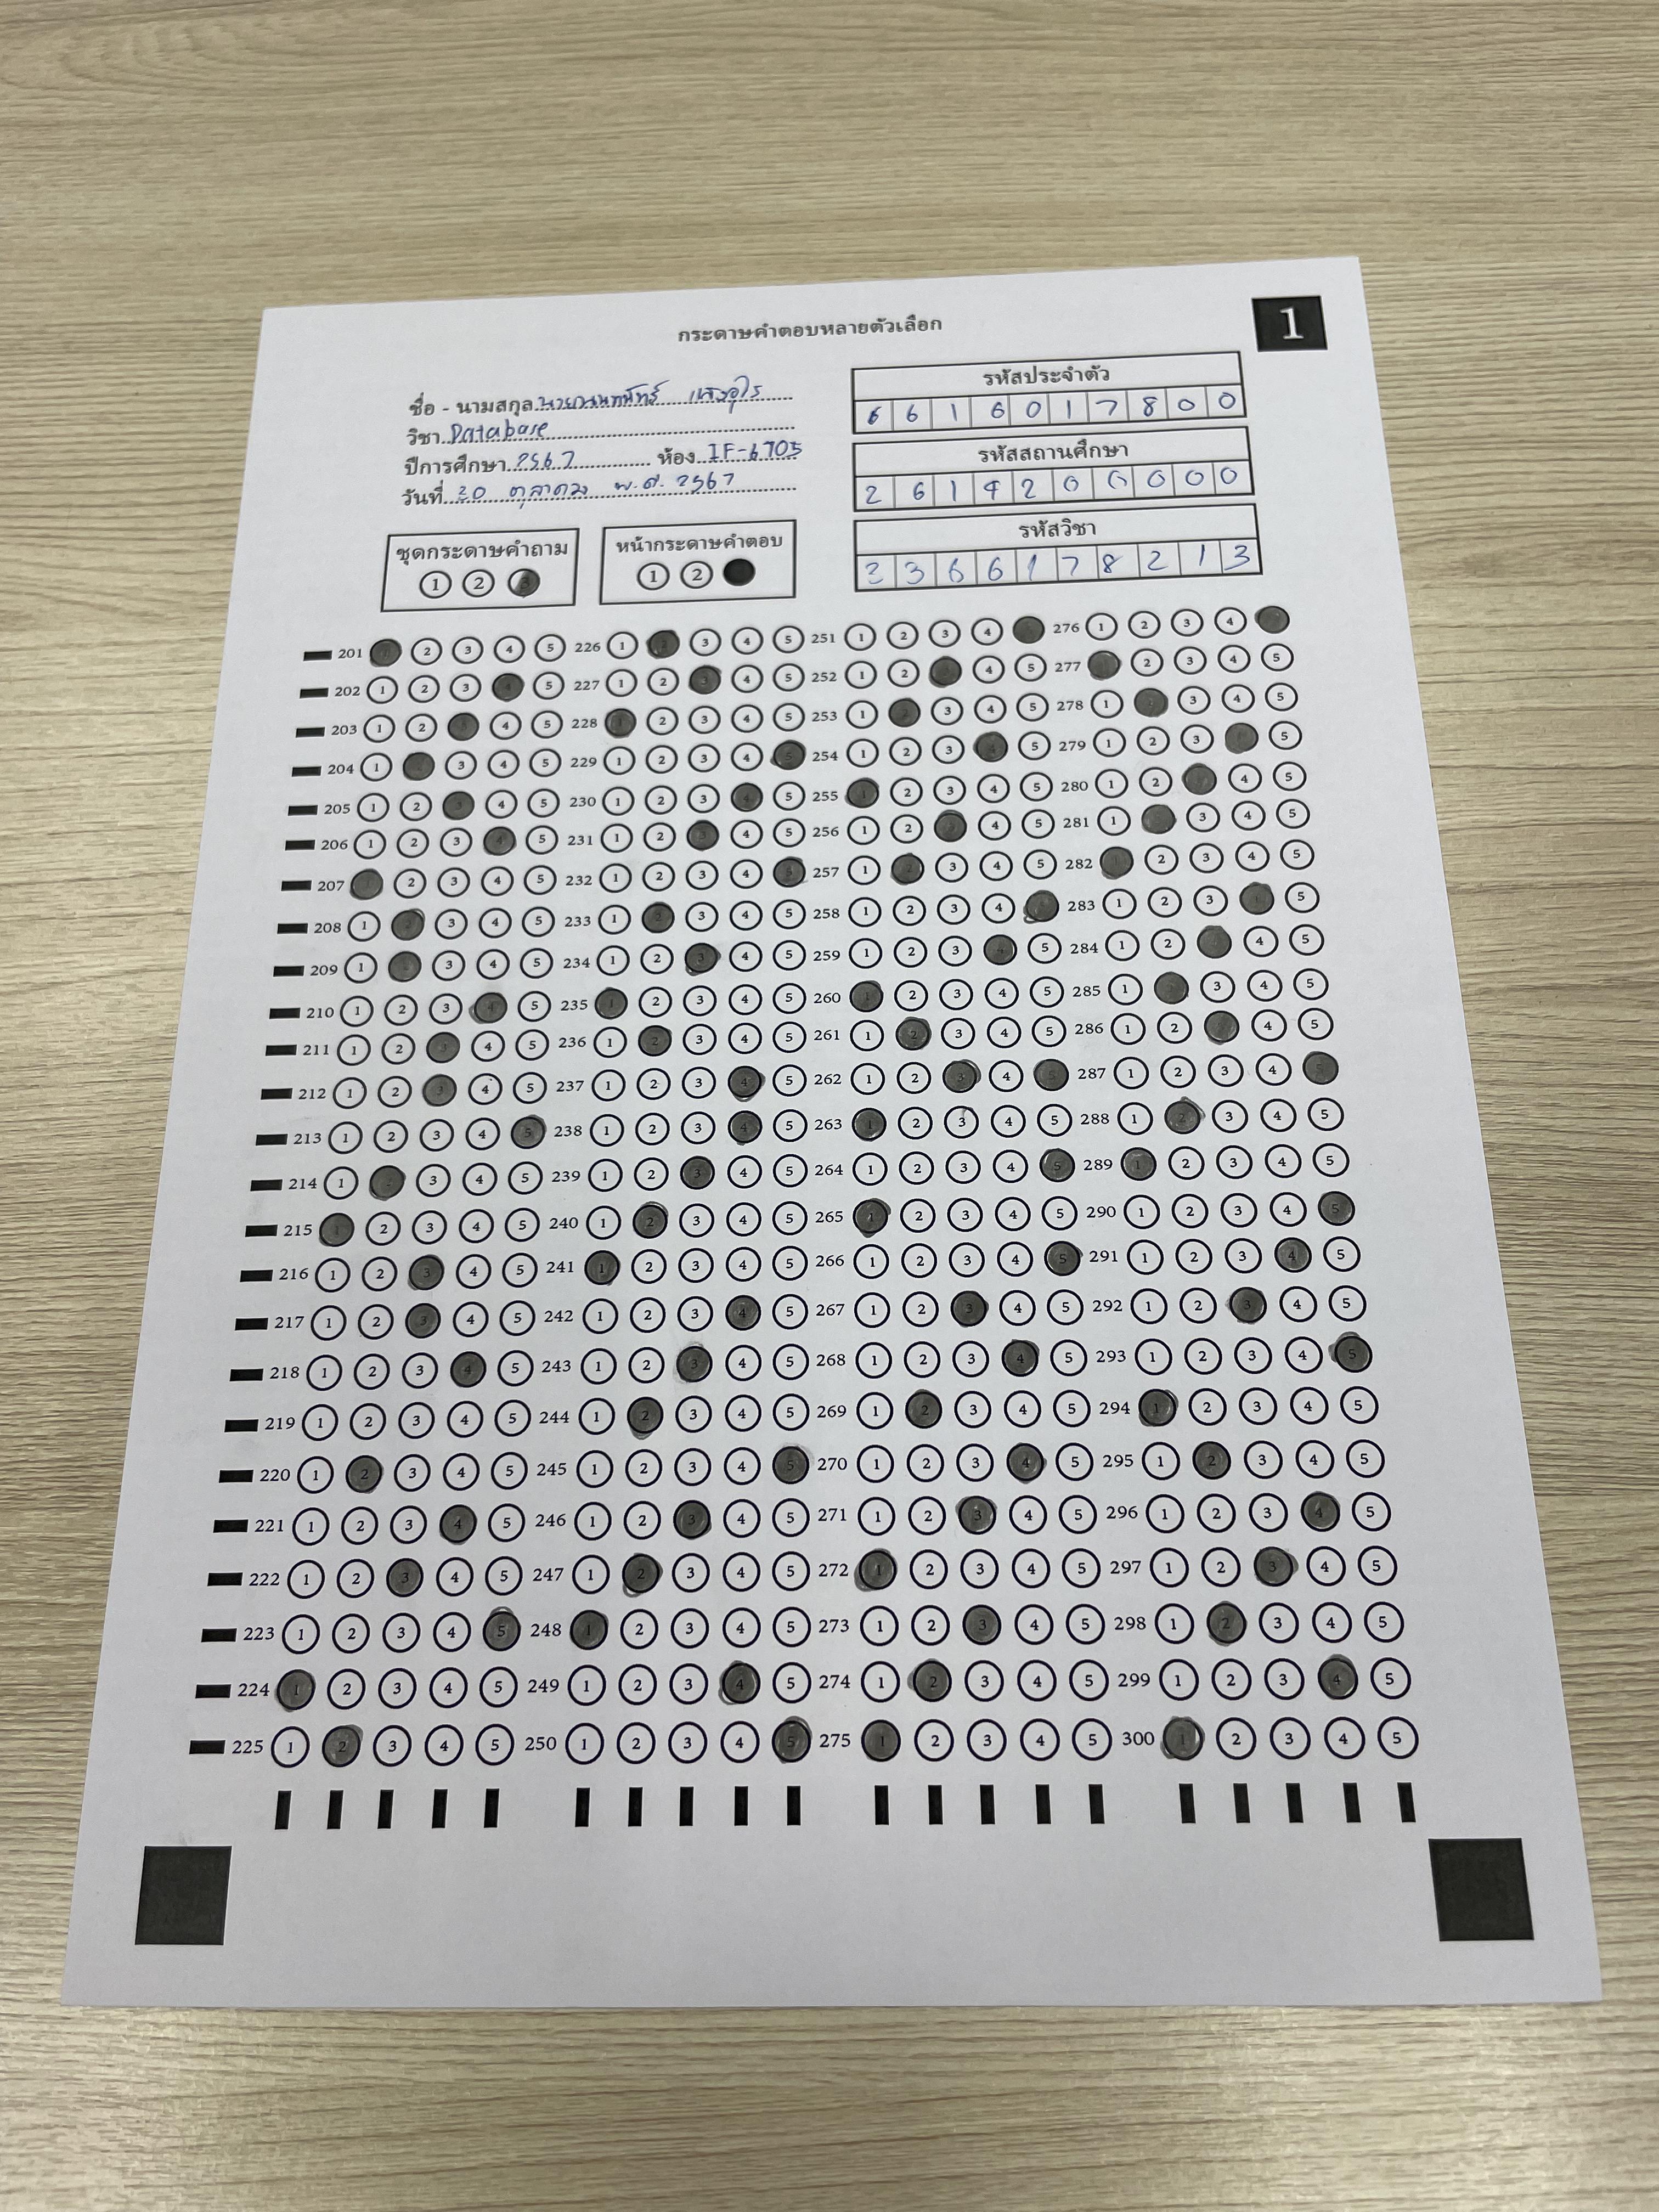 1
กระดาษคำตอบหลายตัวเลือก
ชื่อ - นามสกุล
วิชา Database
ปีการศึกษา 2567 ห้อง IF-6705
วันที่ 20 ตุลาคม พ.ศ. 2567
รหัสประจำตัว
6 6 1 6 0 1 7 8 0 0
รหัสสถานศึกษา
2 6 1 4 2 0 0 0 0 0
รหัสวิชา
2 3 6 6 1 7 8 2 1 3
ชุดกระดาษคำถาม
1 2 3
หน้ากระดาษคำตอบ
1 2
201 1 2 3 4 5 226 1 2 3 4 5 251 1 2 3 4 5 276 1 2 3 4 5
202 1 2 3 4 5 227 1 2 3 4 5 252 1 2 3 4 5 277 1 2 3 4 5
203 1 2 3 4 5 228 1 2 3 4 5 253 1 2 3 4 5 278 1 2 3 4 5
204 1 2 3 4 5 229 1 2 3 4 5 254 1 2 3 4 5 279 1 2 3 4 5
205 1 2 3 4 5 230 1 2 3 4 5 255 1 2 3 4 5 280 1 2 3 4 5
206 1 2 3 4 5 231 1 2 3 4 5 256 1 2 3 4 5 281 1 2 3 4 5
207 1 2 3 4 5 232 1 2 3 4 5 257 1 2 3 4 5 282 1 2 3 4 5
208 1 2 3 4 5 233 1 2 3 4 5 258 1 2 3 4 5 283 1 2 3 4 5
209 1 2 3 4 5 234 1 2 3 4 5 259 1 2 3 4 5 284 1 2 3 4 5
210 1 2 3 4 5 235 1 2 3 4 5 260 1 2 3 4 5 285 1 2 3 4 5
211 1 2 3 4 5 236 1 2 3 4 5 261 1 2 3 4 5 286 1 2 3 4 5
212 1 2 3 4 5 237 1 2 3 4 5 262 1 2 3 4 5 287 1 2 3 4 5
213 1 2 3 4 5 238 1 2 3 4 5 263 1 2 3 4 5 288 1 2 3 4 5
214 1 2 3 4 5 239 1 2 3 4 5 264 1 2 3 4 5 289 1 2 3 4 5
215 1 2 3 4 5 240 1 2 3 4 5 265 1 2 3 4 5 290 1 2 3 4 5
216 1 2 3 4 5 241 1 2 3 4 5 266 1 2 3 4 5 291 1 2 3 4 5
217 1 2 3 4 5 242 1 2 3 4 5 267 1 2 3 4 5 292 1 2 3 4 5
218 1 2 3 4 5 243 1 2 3 4 5 268 1 2 3 4 5 293 1 2 3 4 5
219 1 2 3 4 5 244 1 2 3 4 5 269 1 2 3 4 5 294 1 2 3 4 5
220 1 2 3 4 5 245 1 2 3 4 5 270 1 2 3 4 5 295 1 2 3 4 5
221 1 2 3 4 5 246 1 2 3 4 5 271 1 2 3 4 5 296 1 2 3 4 5
222 1 2 3 4 5 247 1 2 3 4 5 272 1 2 3 4 5 297 1 2 3 4 5
223 1 2 3 4 5 248 1 2 3 4 5 273 1 2 3 4 5 298 1 2 3 4 5
224 1 2 3 4 5 249 1 2 3 4 5 274 1 2 3 4 5 299 1 2 3 4 5
225 1 2 3 4 5 250 1 2 3 4 5 275 1 2 3 4 5 300 1 2 3 4 5